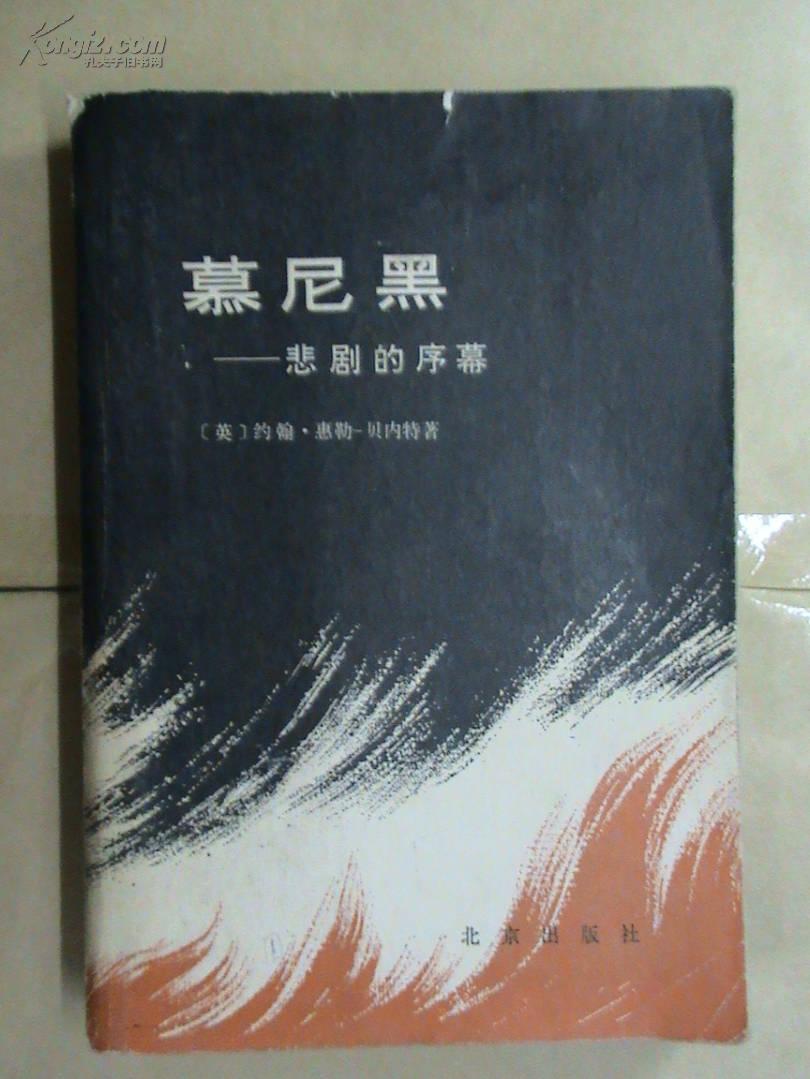 Kongfz.com
孔夫子旧书网
慕尼黑
——悲剧的序幕
〔英〕约翰·惠勒-贝内特著
北京出版社